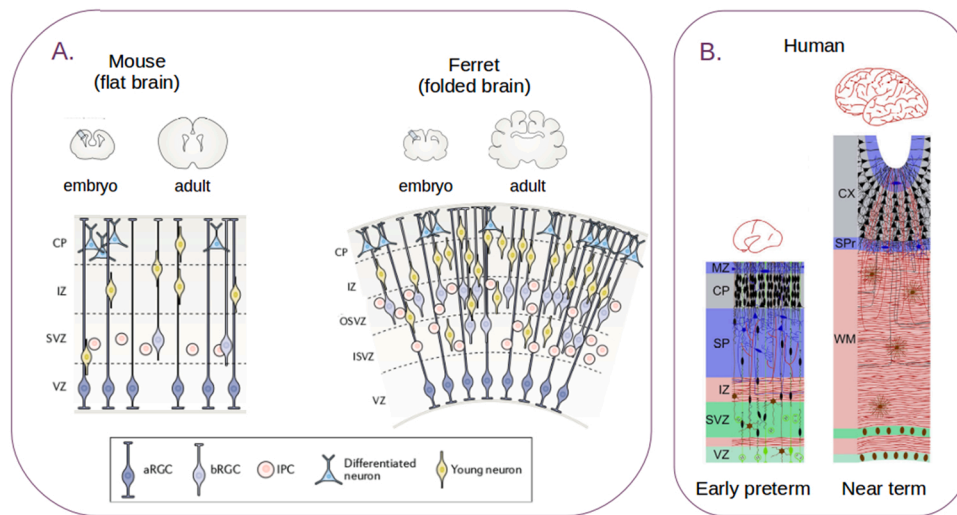 A.
Mouse
(flat brain)
Ferret
(folded brain)
embryo
adult
embryo
adult
CP
IZ
SVZ
VZ
CP
IZ
OSVZ
ISVZ
VZ
aRGC
bRGC
IPC
Differentiated
neuron
Young neuron
B.
Human
MZ
CP
SP
IZ
SVZ
VZ
Early preterm
CX
SPr
WM
Near term